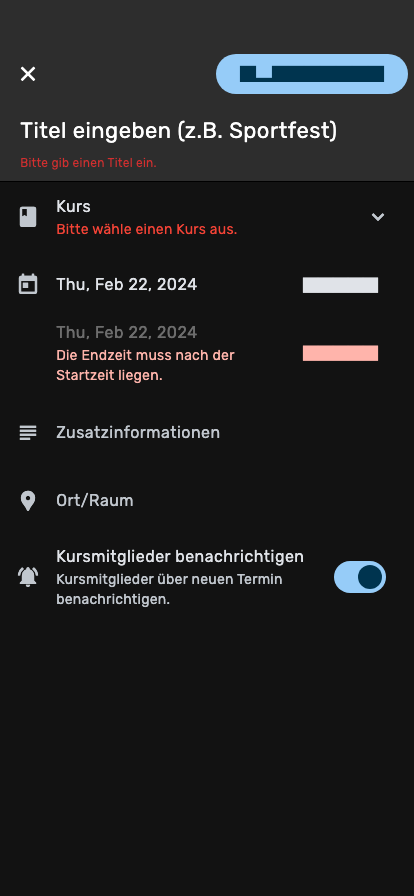 Titel eingeben (z.B. Sportfest)
Bitte gib einen Titel ein.
Kurs
Bitte wähle einen Kurs aus.
Thu, Feb 22, 2024
Thu, Feb 22, 2024
Die Endzeit muss nach der
Startzeit liegen.
Zusatzinformationen
Ort/Raum
Kursmitglieder benachrichtigen
Kursmitglieder über neuen Termin
benachrichtigen.